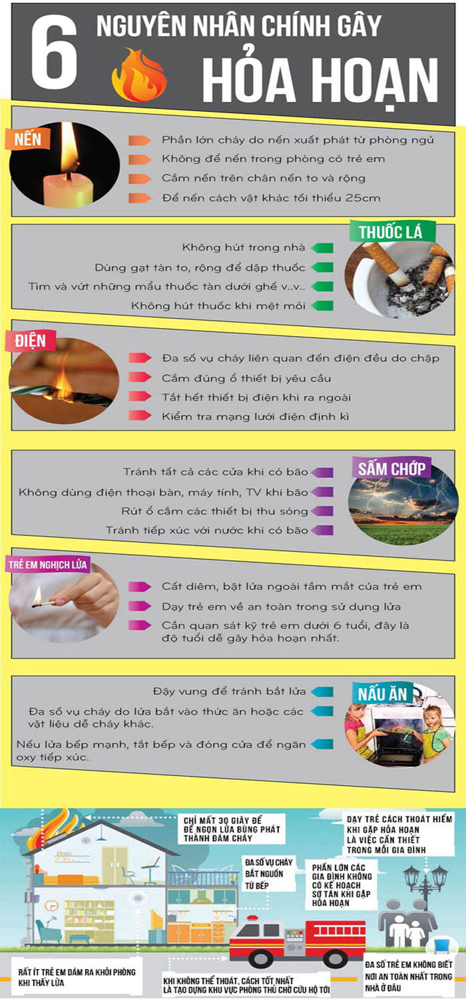 6 NGUYÊN NHÂN CHÍNH GÂY
HỎA HOẠN
NẾN
Phần lớn cháy do nến xuất phát từ phòng ngủ
Không để nến trong phòng có trẻ em
Cắm nến trên chân nến to và rộng
Để nến cách vật khác tối thiểu 25cm
THUỐC LÁ
Không hút trong nhà
Dùng gạt tàn to, rộng để dập thuốc
Tìm và vứt những mẩu thuốc tàn dưới ghế v..v..
Không hút thuốc khi mệt mỏi
ĐIỆN
Đa số vụ cháy liên quan đến điện đều do chập
Cắm đúng ổ thiết bị yêu cầu
Tắt hết thiết bị điện khi ra ngoài
Kiểm tra mạng lưới điện định kì
SẤM CHỚP
Tránh tất cả các cửa khi có bão
Không dùng điện thoại bàn, máy tính, TV khi bão
Rút ổ cắm các thiết bị thu sóng
Tránh tiếp xúc với nước khi có bão
TRẺ EM NGHỊCH LỬA
Cất diêm, bật lửa ngoài tầm mắt của trẻ em
Dạy trẻ em về an toàn trong sử dụng lửa
Cần quan sát kỹ trẻ em dưới 6 tuổi, đây là
độ tuổi dễ gây hỏa hoạn nhất.
NẤU ĂN
Đậy vung để tránh bắt lửa
Đa số vụ cháy do lửa bắt vào thức ăn hoặc các
vật liệu dễ cháy khác.
Nếu lửa bếp mạnh, tắt bếp và đóng cửa để ngăn
oxy tiếp xúc.
CHỈ MẤT 30 GIÂY ĐỂ
ĐỂ NGỌN LỬA BÙNG PHÁT
THÀNH ĐÁM CHÁY
DẠY TRẺ CÁCH THOÁT HIỂM
KHI GẶP HỎA HOẠN
LÀ VIỆC CẦN THIẾT
TRONG MỖI GIA ĐÌNH
ĐA SỐ VỤ CHÁY
BẮT NGUỒN
TỪ BẾP
PHẦN LỚN CÁC
GIA ĐÌNH KHÔNG
CÓ KẾ HOẠCH
SƠ TÁN KHI GẶP
HỎA HOẠN
RẤT ÍT TRẺ EM DÁM RA KHỎI PHÒNG
KHI THẤY LỬA
KHI KHÔNG THỂ THOÁT, CÁCH TỐT NHẤT
LÀ TẠO DỰNG KHU VỰC PHÒNG THỦ CHỜ CỨU HỘ TỚI
ĐA SỐ TRẺ EM KHÔNG BIẾT
NƠI AN TOÀN NHẤT TRONG
NHÀ Ở ĐÂU